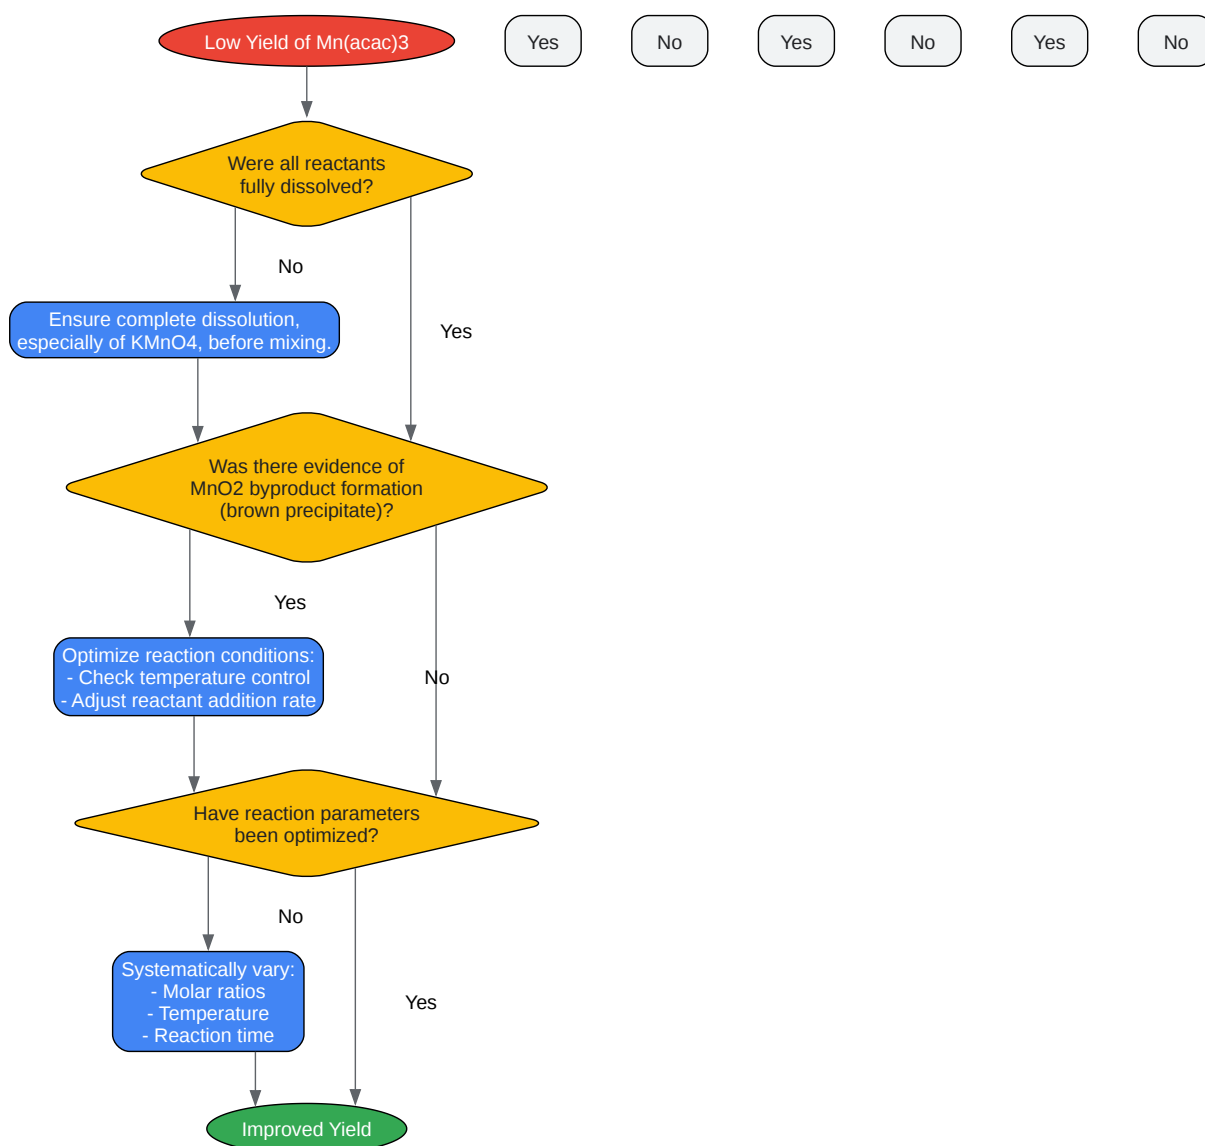 Low Yield of Mn(acac)3
Yes
No
Yes
No
Yes
No
Were all reactants
fully dissolved?
No
Ensure complete dissolution,
especially of KMnO4, before mixing.
Yes
Was there evidence of
MnO2 byproduct formation
(brown precipitate)?
Yes
Optimize reaction conditions:
- Check temperature control
- Adjust reactant addition rate
No
Have reaction parameters
been optimized?
No
Systematically vary:
- Molar ratios
- Temperature
- Reaction time
Yes
Improved Yield